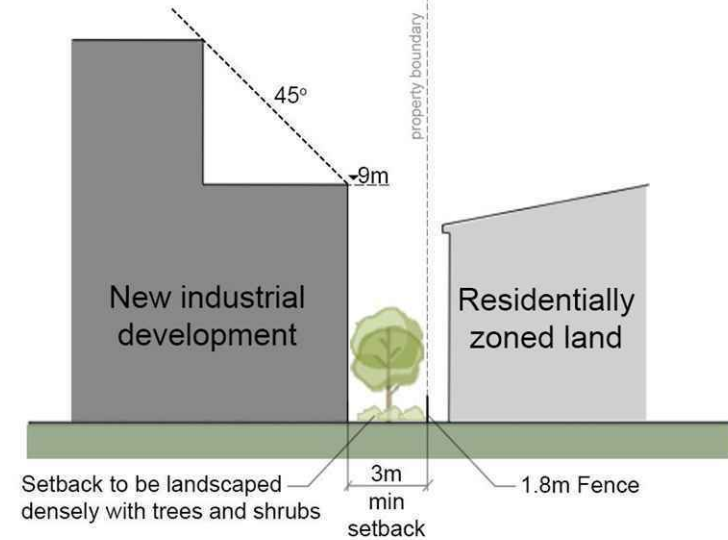 property boundary
45°
9m
New industrial
development
Residentially
zoned land
Setback to be landscaped
densely with trees and shrubs
3m
min
setback
1.8m Fence